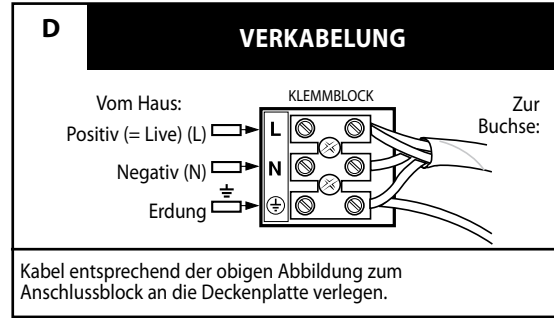 D
VERKABELUNG
KLEMMBLOCK
Vom Haus:
Positiv (= Live) (L)
Negativ (N)
Erdung
L
N
Zur
Buchse:
Kabel entsprechend der obigen Abbildung zum
Anschlussblock an die Deckenplatte verlegen.